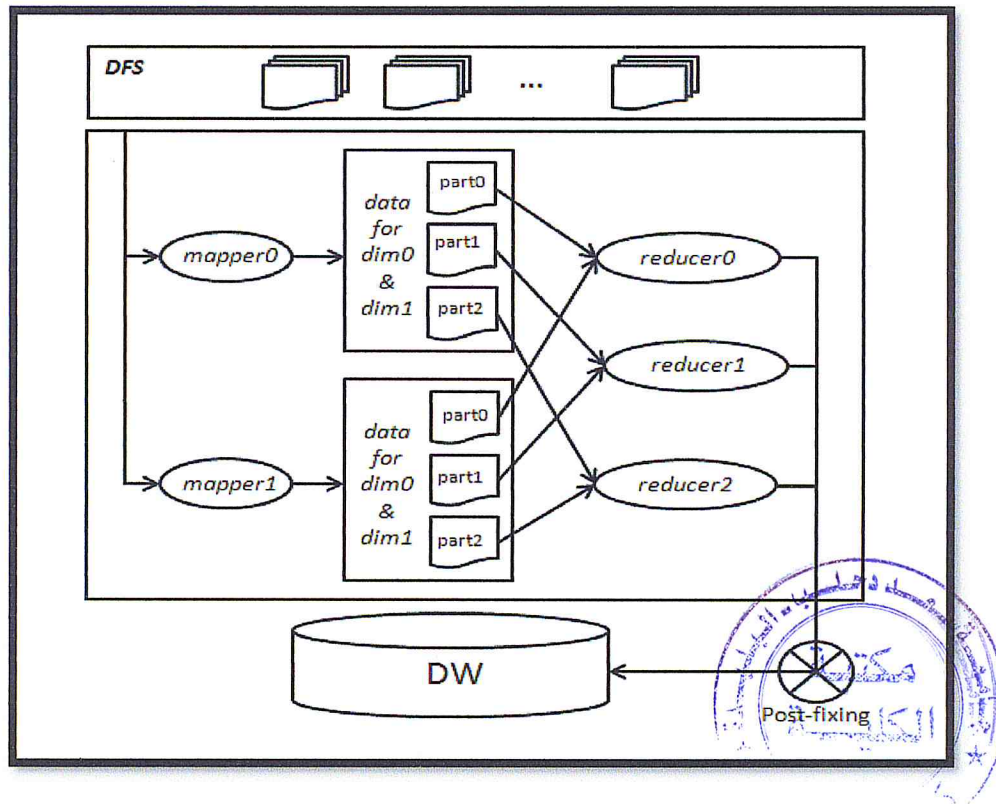 DFS
...
mapper0
data
for
dim0
&
dim1
part0
part1
part2
reducer0
reducer1
mapper1
data
for
dim0
&
dim1
part0
part1
part2
reducer2
DW
Post-fixing